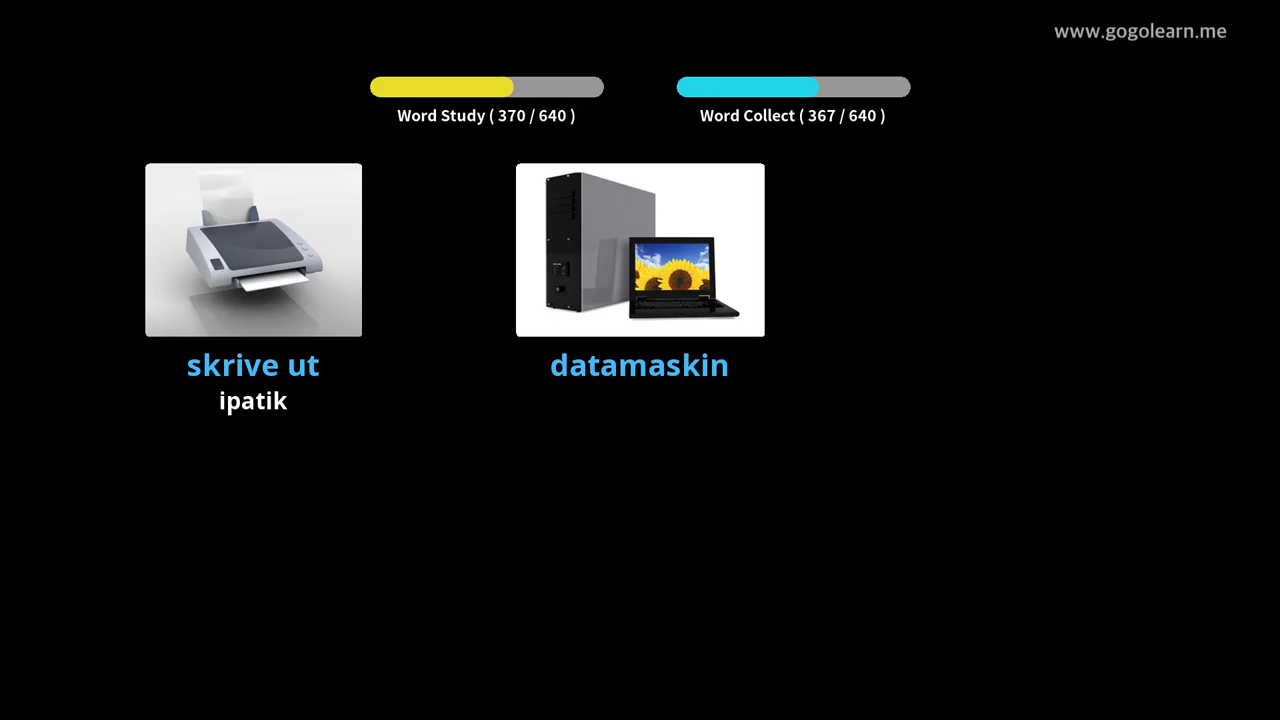 www.gogolearn.me
Word Study ( 370 / 640 )
Word Collect ( 367 / 640 )
skrive ut
ipatik
datamaskin